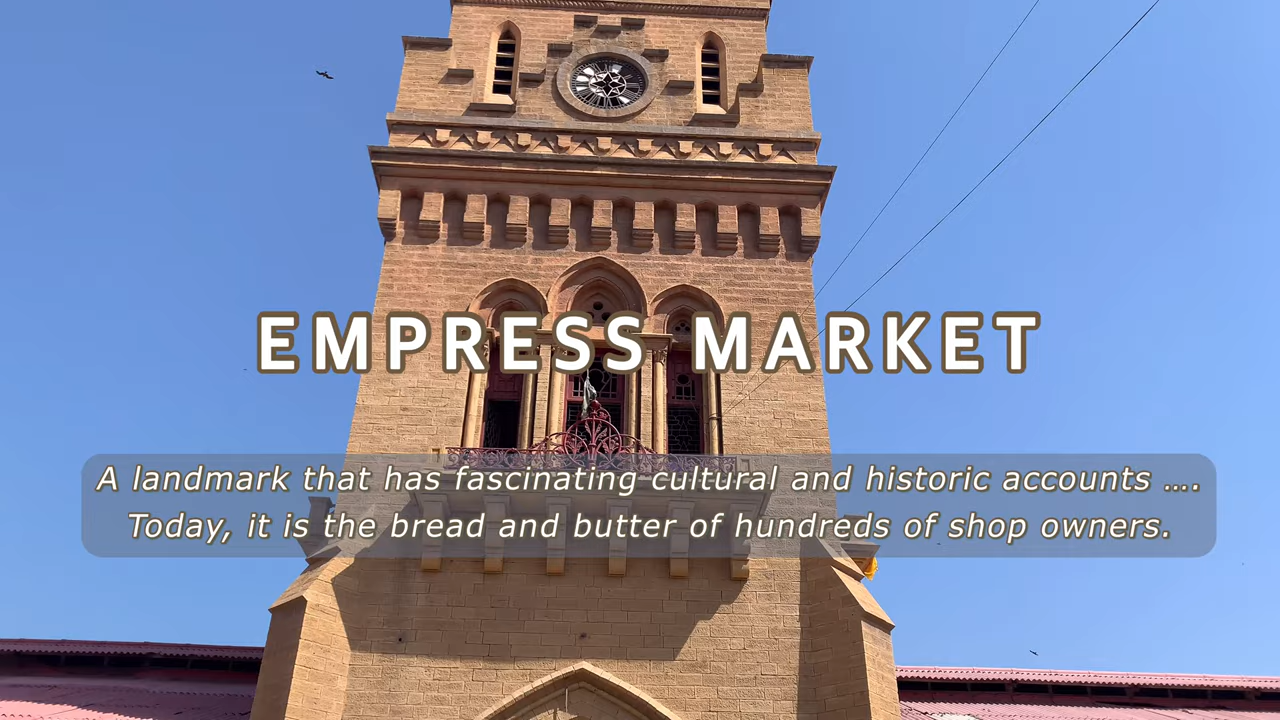 EMPRESS MARKET
A landmark that has fascinating cultural and historic accounts ....
Today, it is the bread and butter of hundreds of shop owners.